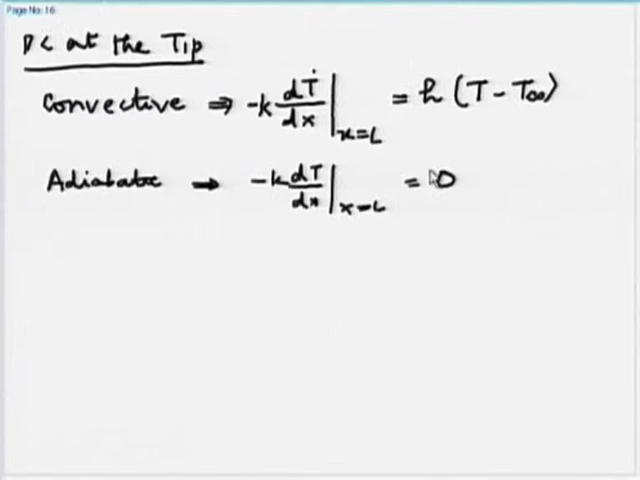 Page No: 16
BC at the Tip
Convective ⇒ -k dT/dx |x=L = h (T - T∞)
Adiabatic → -k dT/dx |x=L = 0